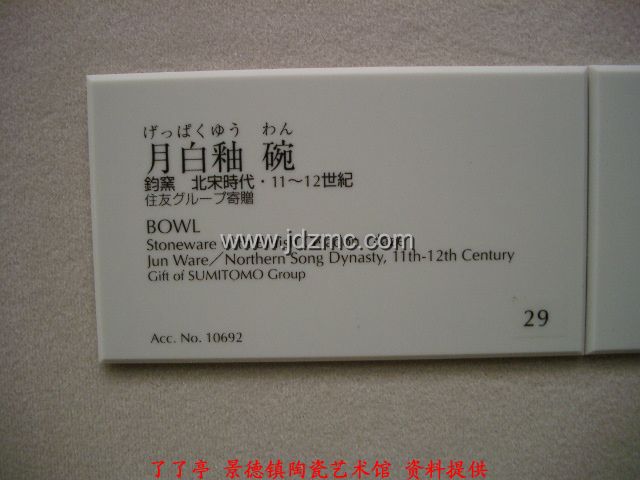 げっぱくゆう わん
月白釉 碗
鈞窯 北宋時代・11～12世紀
住友グループ寄贈
BOWL
Stoneware
www.jdzmc.com
Jun Ware／Northern Song Dynasty, 11th-12th Century
Gift of SUMITOMO Group
29
Acc. No. 10692
了了亭 景德镇陶瓷艺术馆 资料提供